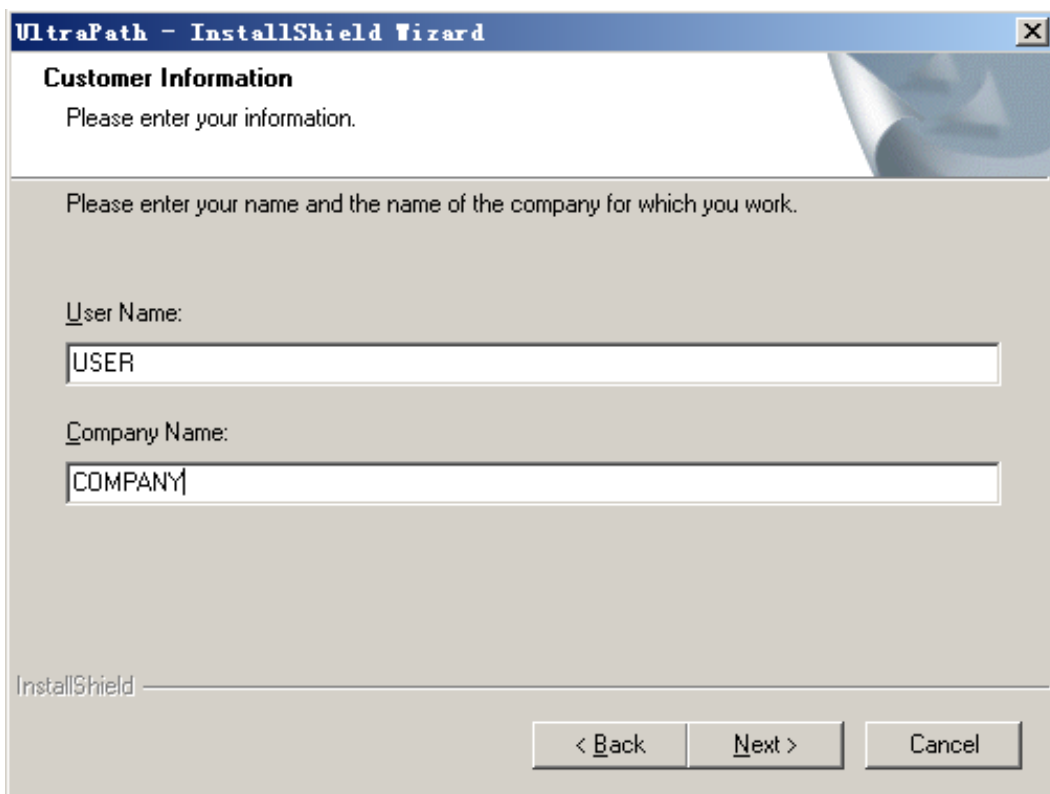 UltraPath - InstallShield Wizard
Customer Information
Please enter your information.
Please enter your name and the name of the company for which you work.
User Name:
USER
Company Name:
COMPANY
InstallShield
< Back Next > Cancel